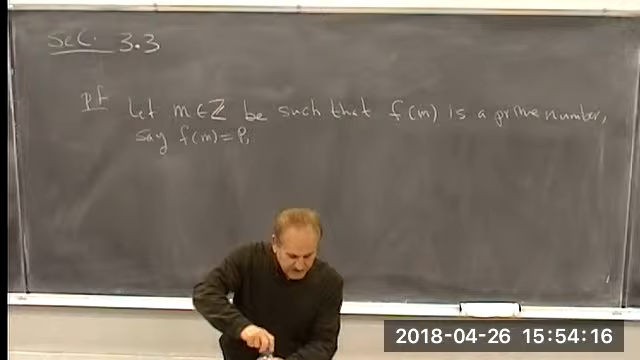 Sec. 3.3
pf Let m ∈ ℤ be such that f(m) is a prime number,
say f(m) = P,
2018-04-26 15:54:16